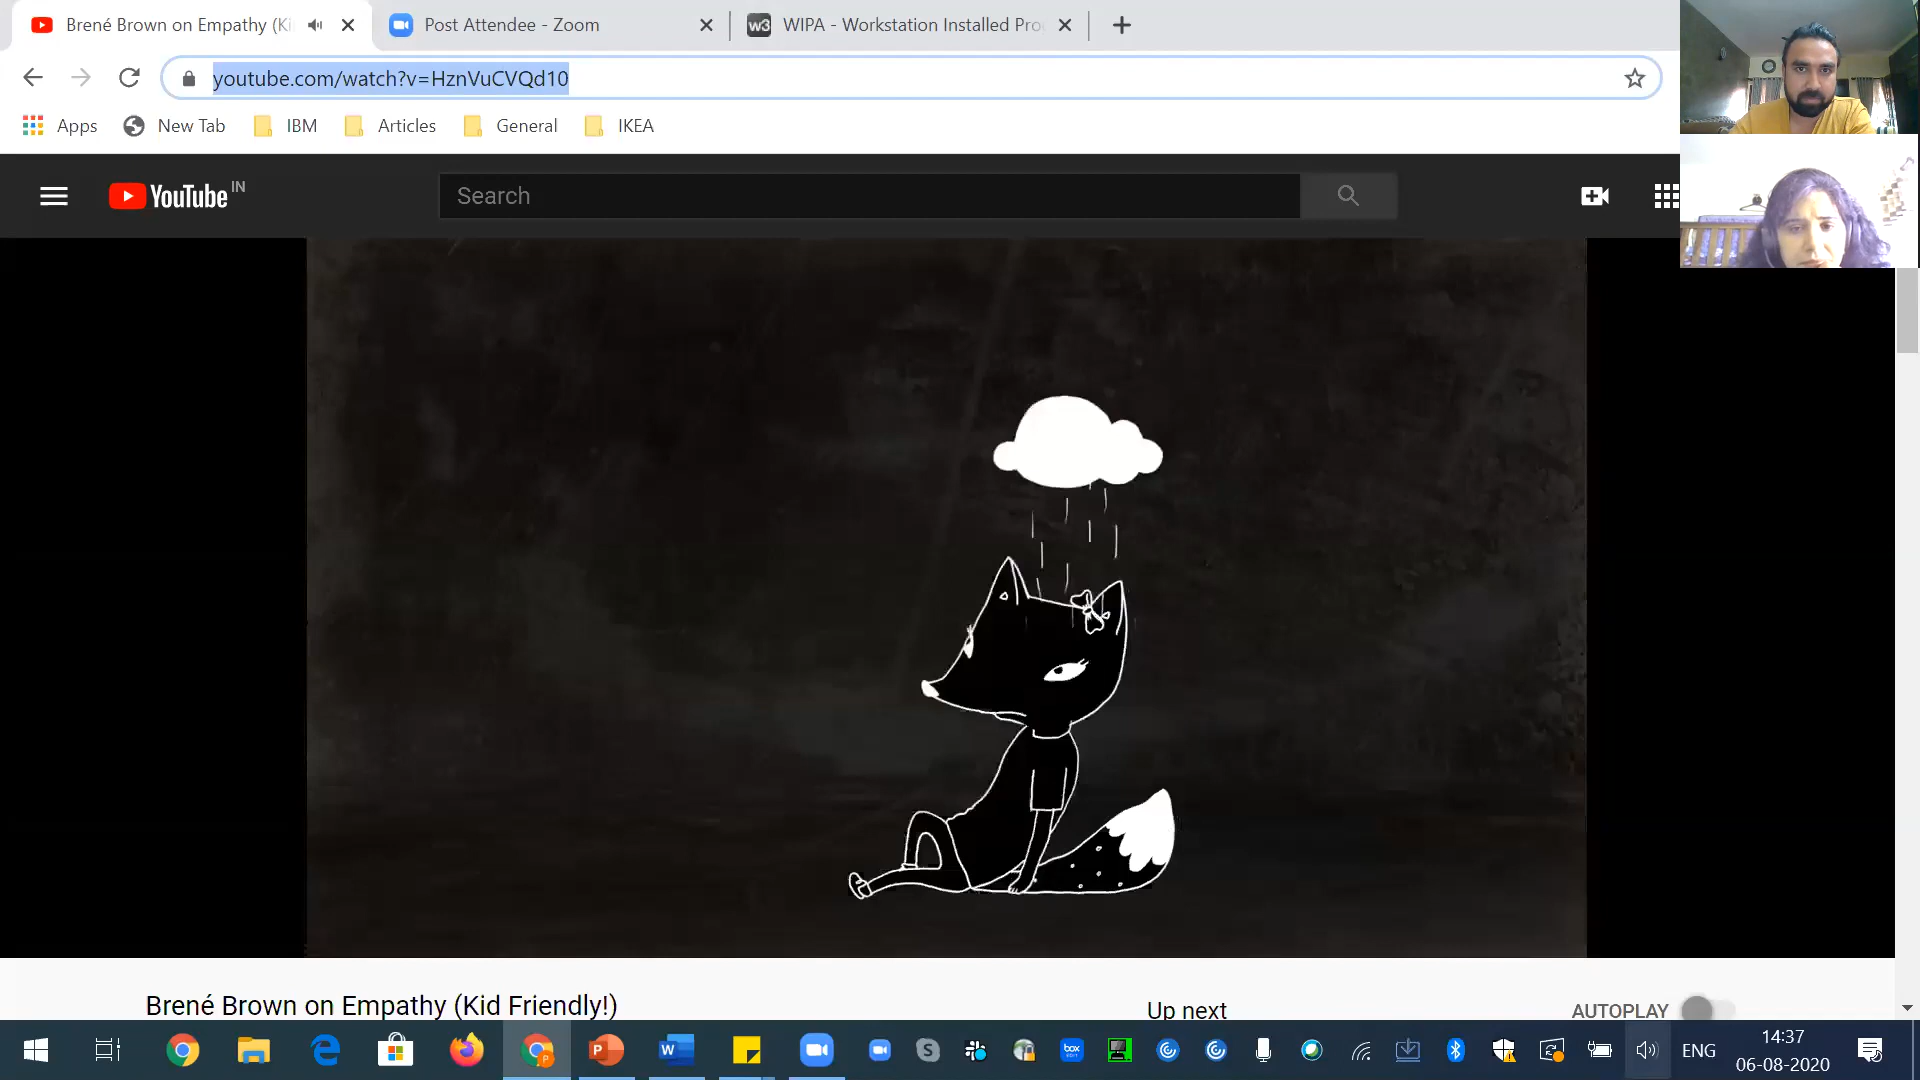 Brené Brown on Empathy (Ki
Post Attendee - Zoom
w3 WIPA - Workstation Installed Pro
youtube.com/watch?v=HznVuCVQd10
Apps
New Tab
IBM
Articles
General
IKEA
YouTube IN
Search
Brené Brown on Empathy (Kid Friendly!)
Up next
AUTOPLAY
box
ENG
14:37
06-08-2020